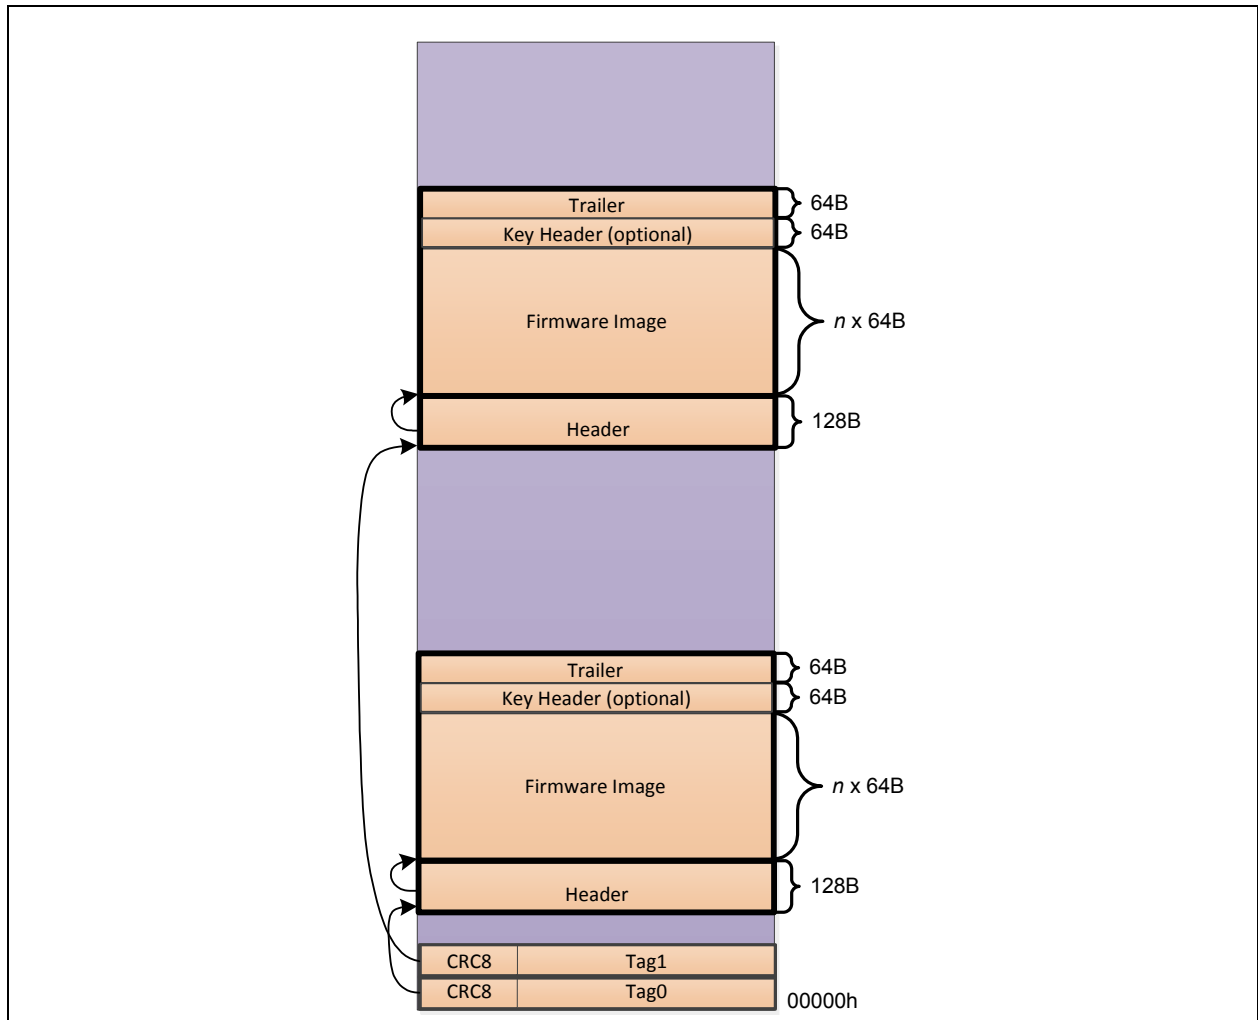 Trailer 64B
Key Header (optional) 64B
Firmware Image n x 64B
Header 128B
Trailer 64B
Key Header (optional) 64B
Firmware Image n x 64B
Header 128B
CRC8 Tag1
CRC8 Tag0 00000h